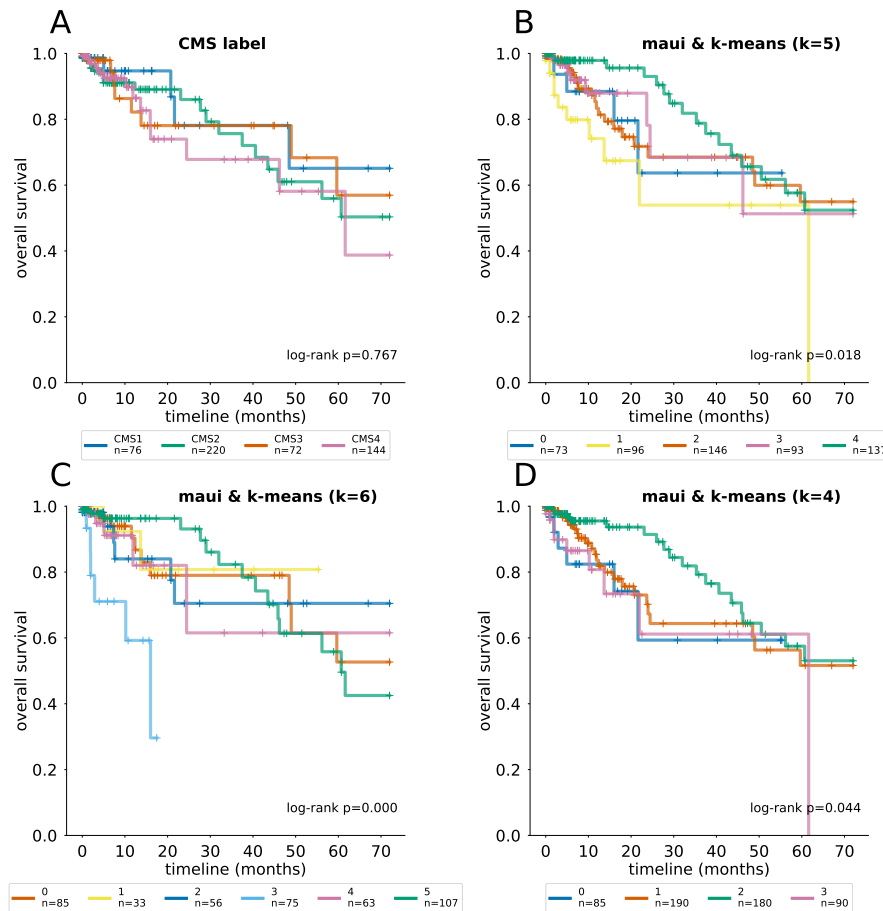 A
CMS label
1.0
0.8
0.6
0.4
0.2
0.0
overall survival
log-rank p=0.767
0 10 20 30 40 50 60 70
timeline (months)
CMS1 CMS2 CMS3 CMS4
n=76 n=220 n=72 n=144
B
maui & k-means (k=5)
1.0
0.8
0.6
0.4
0.2
0.0
overall survival
log-rank p=0.018
0 10 20 30 40 50 60 70
timeline (months)
0 1 2 3 4
n=73 n=96 n=146 n=93 n=137
C
maui & k-means (k=6)
1.0
0.8
0.6
0.4
0.2
0.0
overall survival
log-rank p=0.000
0 10 20 30 40 50 60 70
timeline (months)
0 1 2 3 4 5
n=85 n=33 n=56 n=75 n=63 n=107
D
maui & k-means (k=4)
1.0
0.8
0.6
0.4
0.2
0.0
overall survival
log-rank p=0.044
0 10 20 30 40 50 60 70
timeline (months)
0 1 2 3
n=85 n=190 n=180 n=90